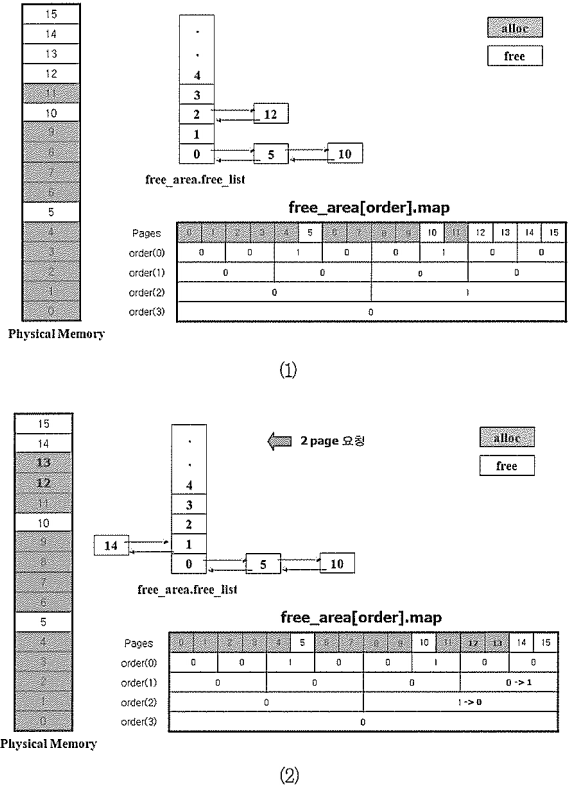 15
14
13
12
11
10
9
8
7
6
5
4
3
2
1
0
Physical Memory
.
.
4
3
2
1
0
12
5
10
free_area.free_list
alloc
free
free_area[order].map
Pages 0 1 2 3 4 5 6 7 8 9 10 11 12 13 14 15
order(0) 0 0 1 0 0 1 0 0
order(1) 0 0 0 0
order(2) 0 1
order(3) 0
(1)
15
14
13
12
11
10
9
8
7
6
5
4
3
2
1
0
Physical Memory
.
.
4
3
2
1
0
14
5
10
free_area.free_list
2 page 요청
alloc
free
free_area[order].map
Pages 0 1 2 3 4 5 6 7 8 9 10 11 12 13 14 15
order(0) 0 0 1 0 0 1 0 0
order(1) 0 0 0 0 -> 1
order(2) 0 1 -> 0
order(3) 0
(2)